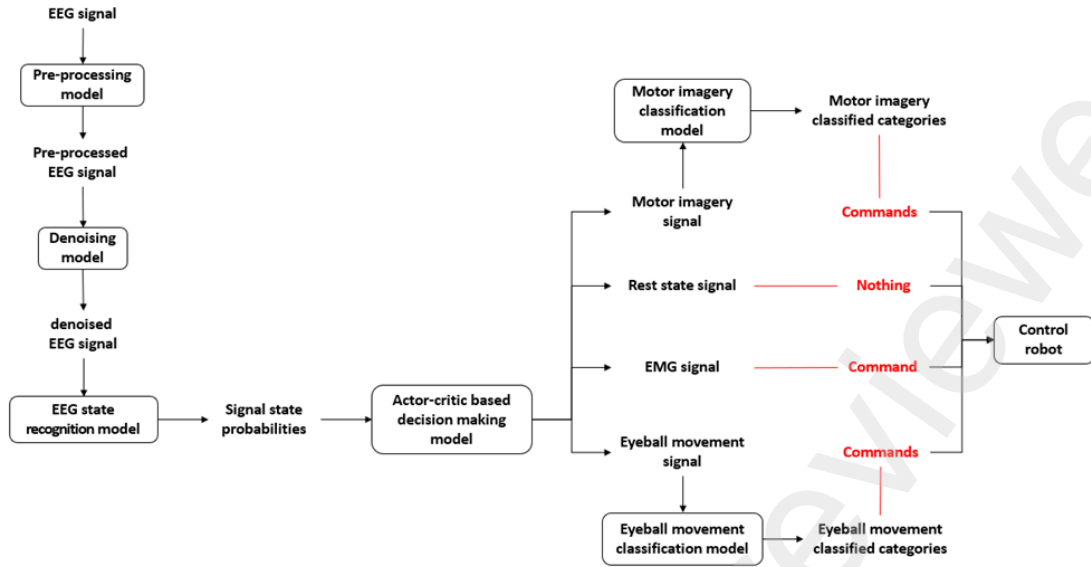 EEG signal
Pre-processing
model
Pre-processed
EEG signal
Denoising
model
denoised
EEG signal
EEG state
recognition model
Signal state
probabilities
Actor-critic based
decision making
model
Motor imagery
classification
model
Motor imagery
classified categories
Motor imagery
signal
Commands
Rest state signal
Nothing
EMG signal
Command
Eyeball movement
signal
Commands
Eyeball movement
classification model
Eyeball movement
classified categories
Control
robot